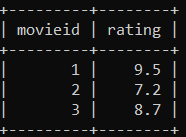 +---------+--------+
| movieid | rating |
+---------+--------+
|       1 |    9.5 |
|       2 |    7.2 |
|       3 |    8.7 |
+---------+--------+